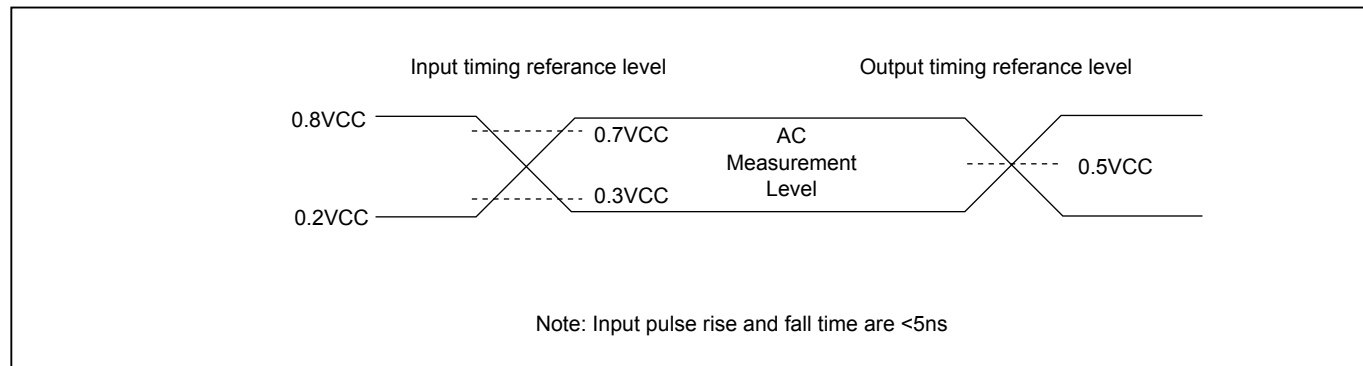 Input timing referance level
Output timing referance level
0.8VCC
0.7VCC
AC
Measurement
Level
0.5VCC
0.3VCC
0.2VCC
Note: Input pulse rise and fall time are <5ns